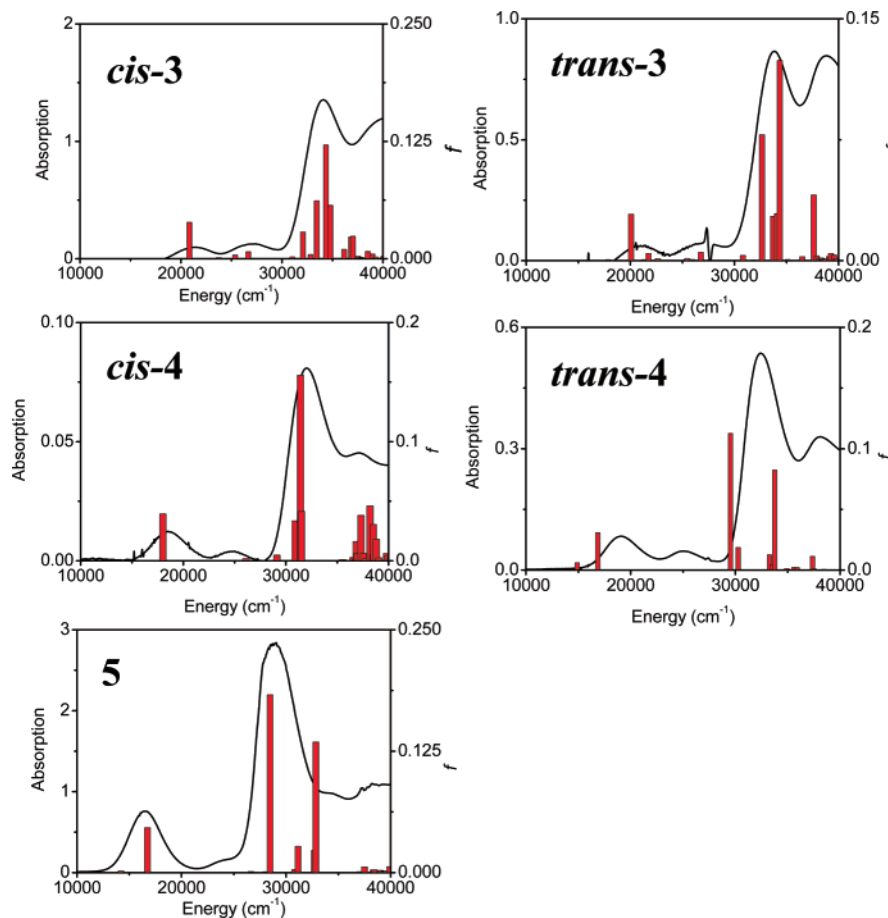 cis-3
2
1
0
Absorption
0.250
0.125
0.000
f
10000 20000 30000 40000
Energy (cm-1)
trans-3
1.0
0.5
0.0
Absorption
0.15
0.00
10000 20000 30000 40000
Energy (cm-1)
cis-4
0.10
0.05
0.00
Absorption
0.2
0.1
0.0
f
10000 20000 30000 40000
Energy (cm-1)
trans-4
0.6
0.3
0.0
Absorption
0.2
0.1
0.0
f
10000 20000 30000 40000
Energy (cm-1)
5
3
2
1
0
Absorption
0.250
0.125
0.000
f
10000 20000 30000 40000
Energy (cm-1)